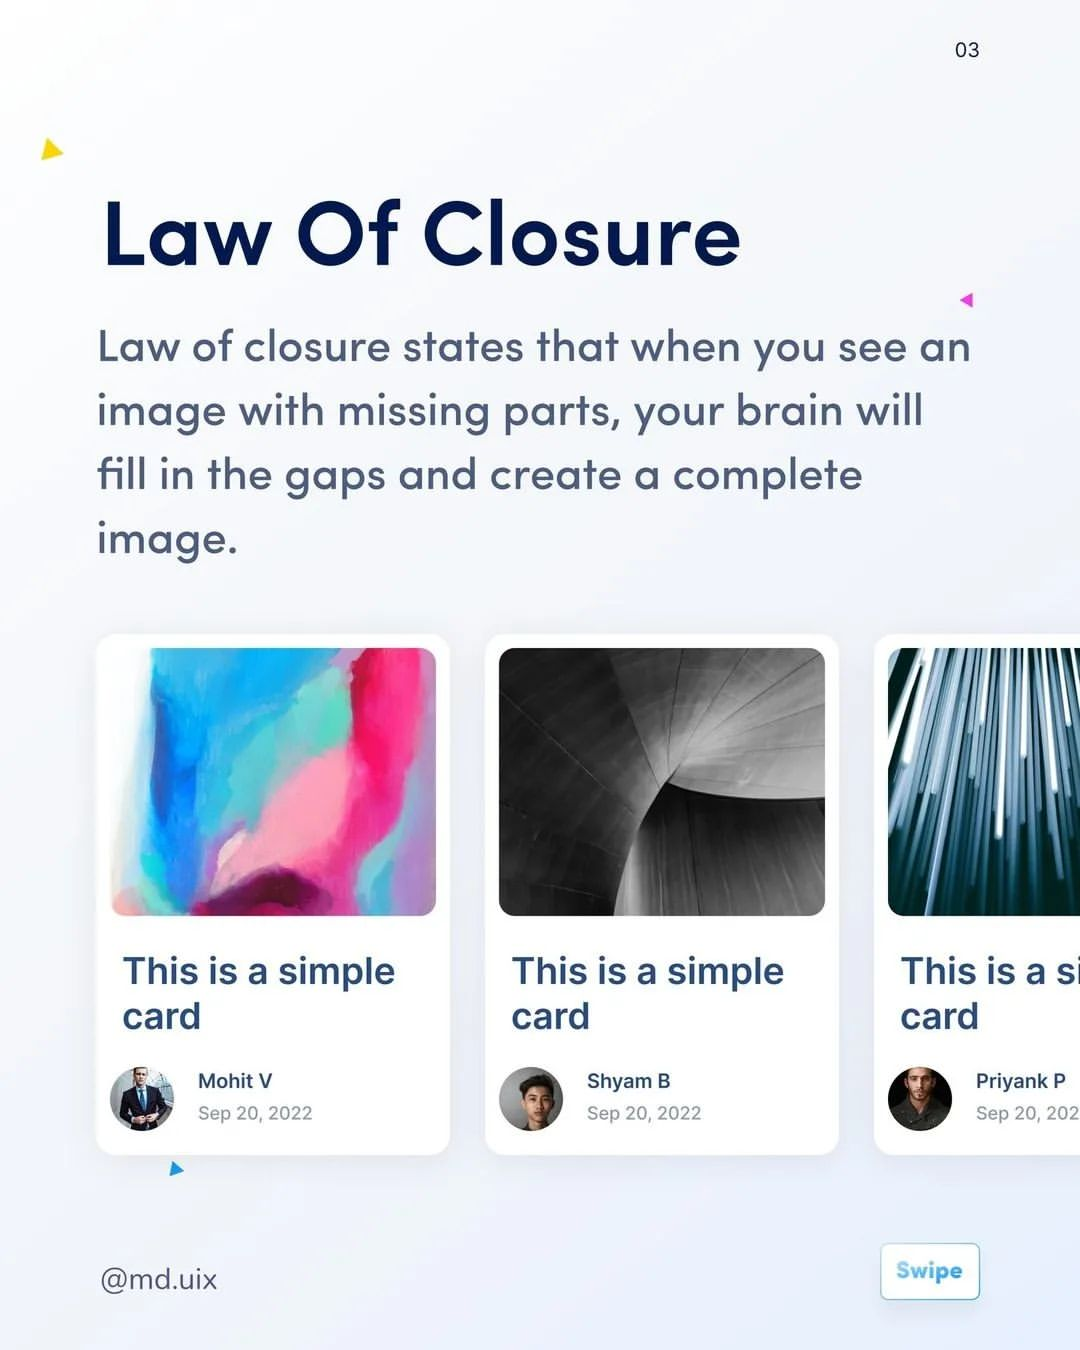 03
Law Of Closure
Law of closure states that when you see an
image with missing parts, your brain will
fill in the gaps and create a complete
image.
This is a simple
card
Mohit V
Sep 20, 2022
This is a simple
card
Shyam B
Sep 20, 2022
This is a si
card
Priyank P
Sep 20, 202
@md.uix
Swipe